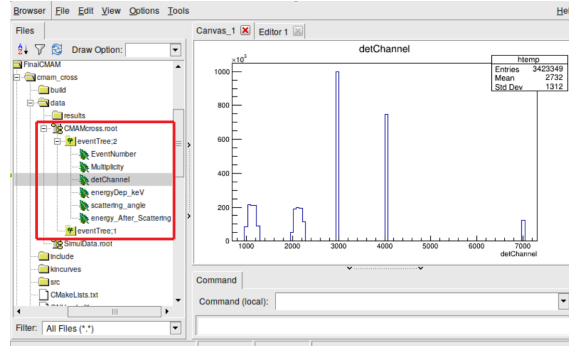 Browser File Edit View Options Tools
Files
Draw Option:
FinalCMAM
cmam_cross
build
data
results
CMAMcross.root
eventTree;2
EventNumber
Multiplicity
detChannel
energyDep_keV
scattering_angle
energy_After_Scattering
eventTree;1
SimulData.root
include
kincurves
src
CMakeLists.txt
Filter: All Files (*.*)
Canvas_1 Editor 1
detChannel
×10³
htemp
Entries 3423349
Mean 2732
Std Dev 1312
1000
800
600
400
200
0
1000 2000 3000 4000 5000 6000 7000
detChannel
Command
Command (local):